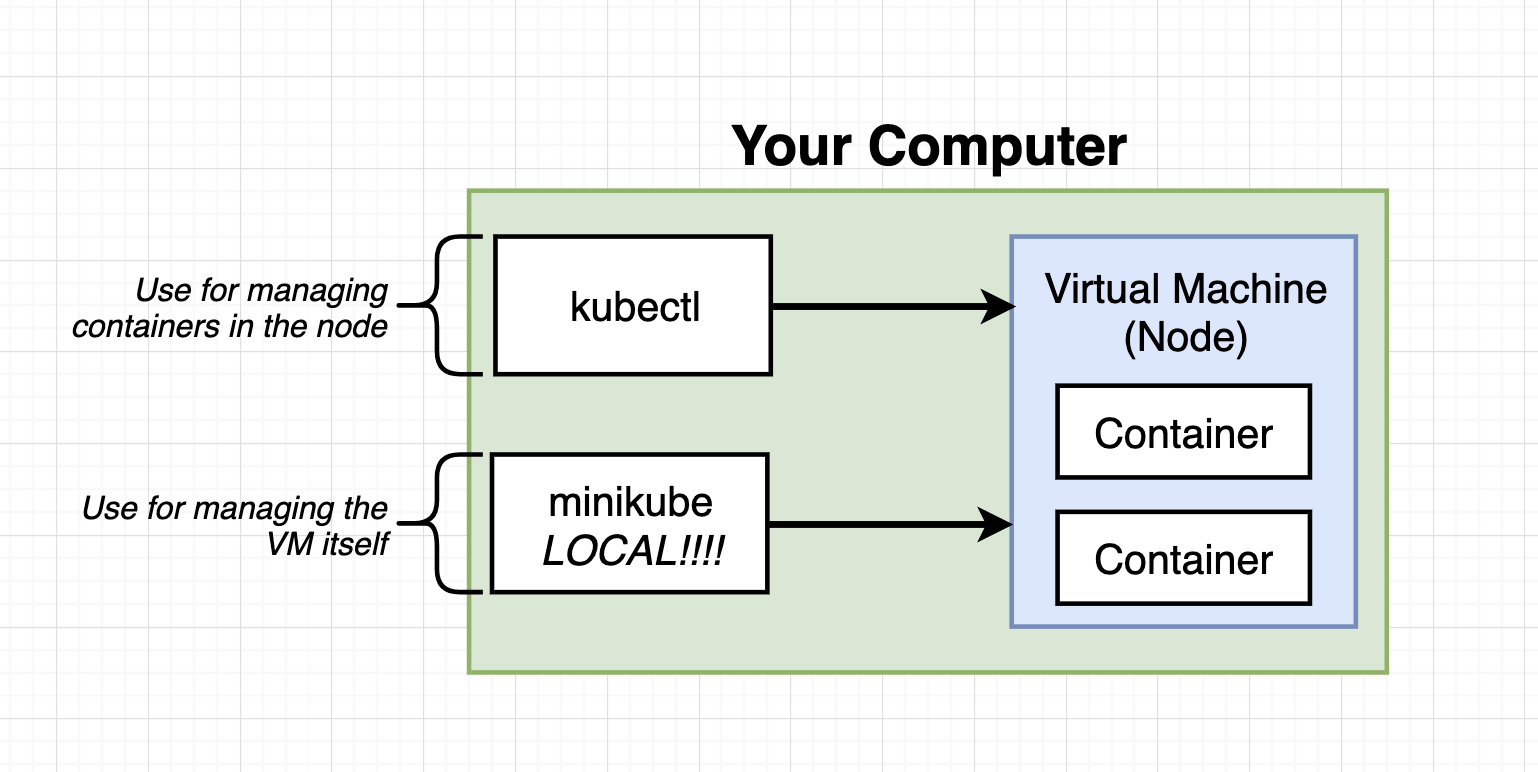 Your Computer
Use for managing
containers in the node
kubectl
Virtual Machine
(Node)
Container
Use for managing the
VM itself
minikube
LOCAL!!!!
Container